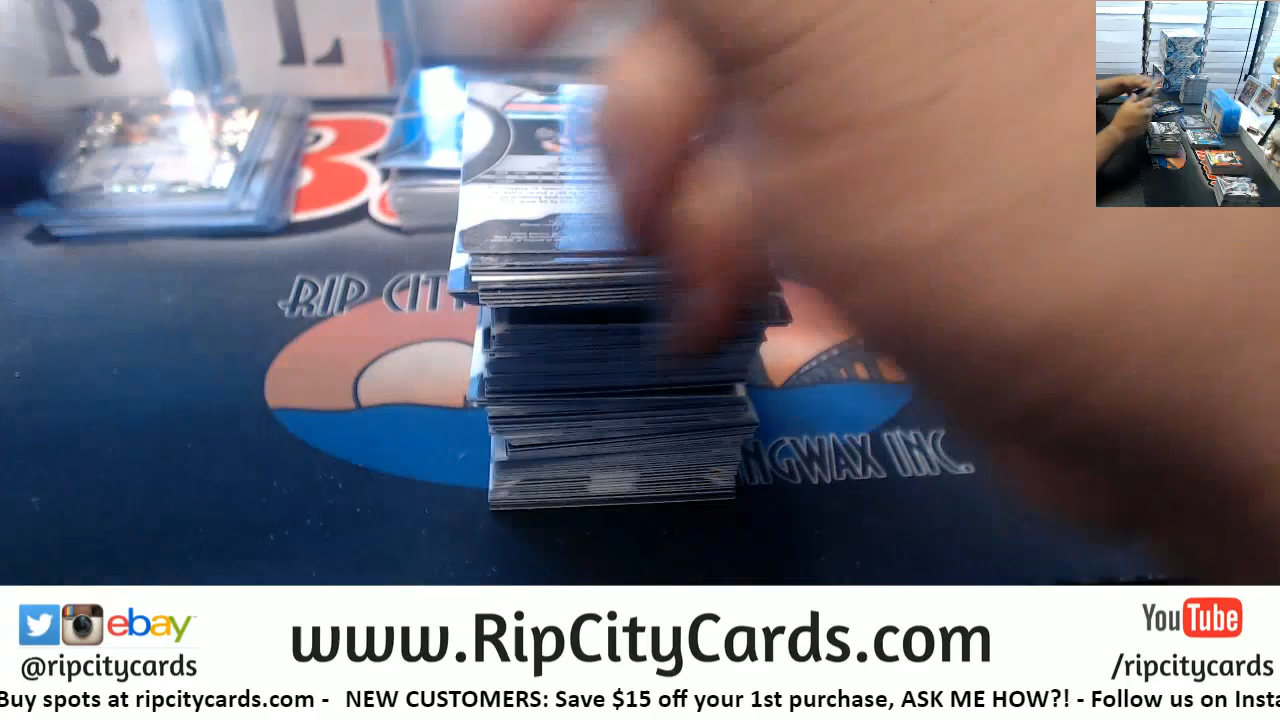 R L
RIP CIT
NGWAX INC.
ebay
@ripcitycards
www.RipCityCards.com
YouTube
/ripcitycards
Buy spots at ripcitycards.com - NEW CUSTOMERS: Save $15 off your 1st purchase, ASK ME HOW?! - Follow us on Insta